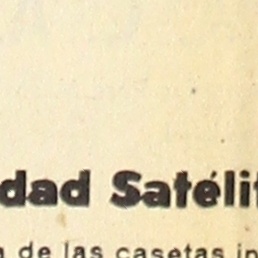 dad Satélit
de las casetas in